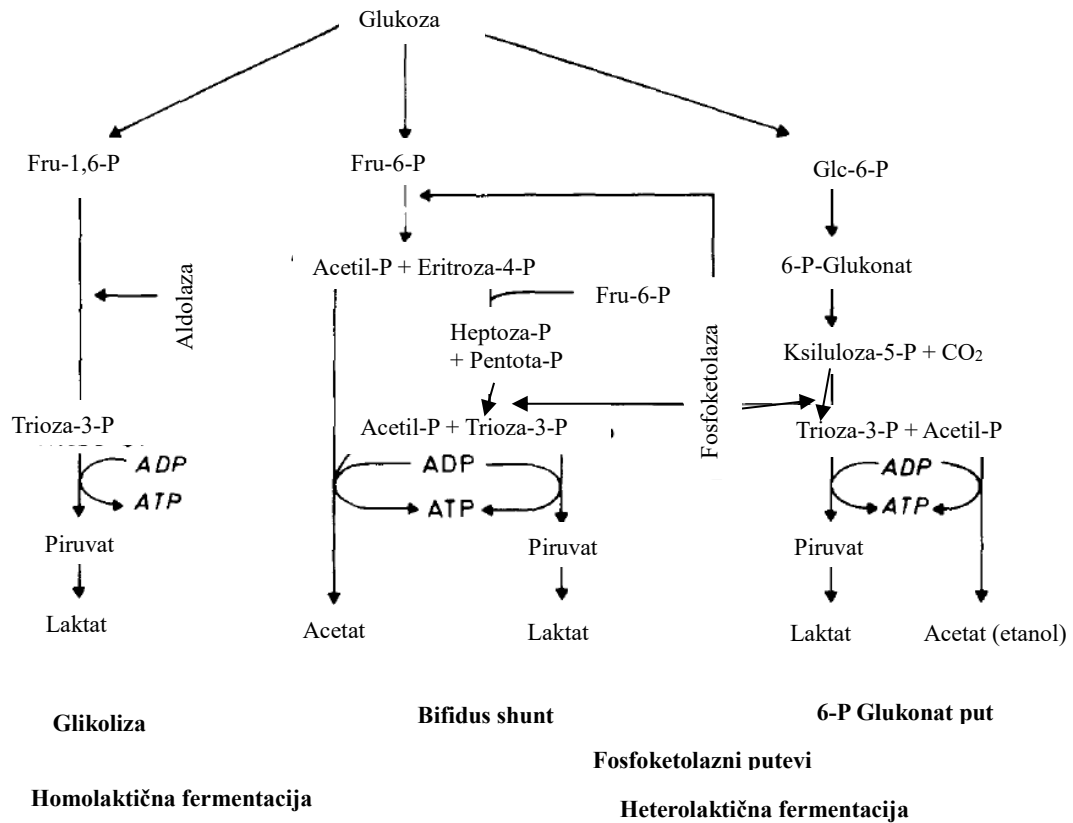 Glukoza
Fru-1,6-P
Fru-6-P
Glc-6-P
Acetil-P + Eritroza-4-P
6-P-Glukonat
Aldolaza
Fru-6-P
Heptoza-P
+ Pentota-P
Fosfoketolaza
Ksiluloza-5-P + CO2
Trioza-3-P
Acetil-P + Trioza-3-P
Trioza-3-P + Acetil-P
ADP
ATP
ADP
ATP
ADP
ATP
Piruvat
Piruvat
Piruvat
Laktat
Acetat
Laktat
Laktat
Acetat (etanol)
Glikoliza
Bifidus shunt
6-P Glukonat put
Fosfoketolazni putevi
Homolaktična fermentacija
Heterolaktična fermentacija